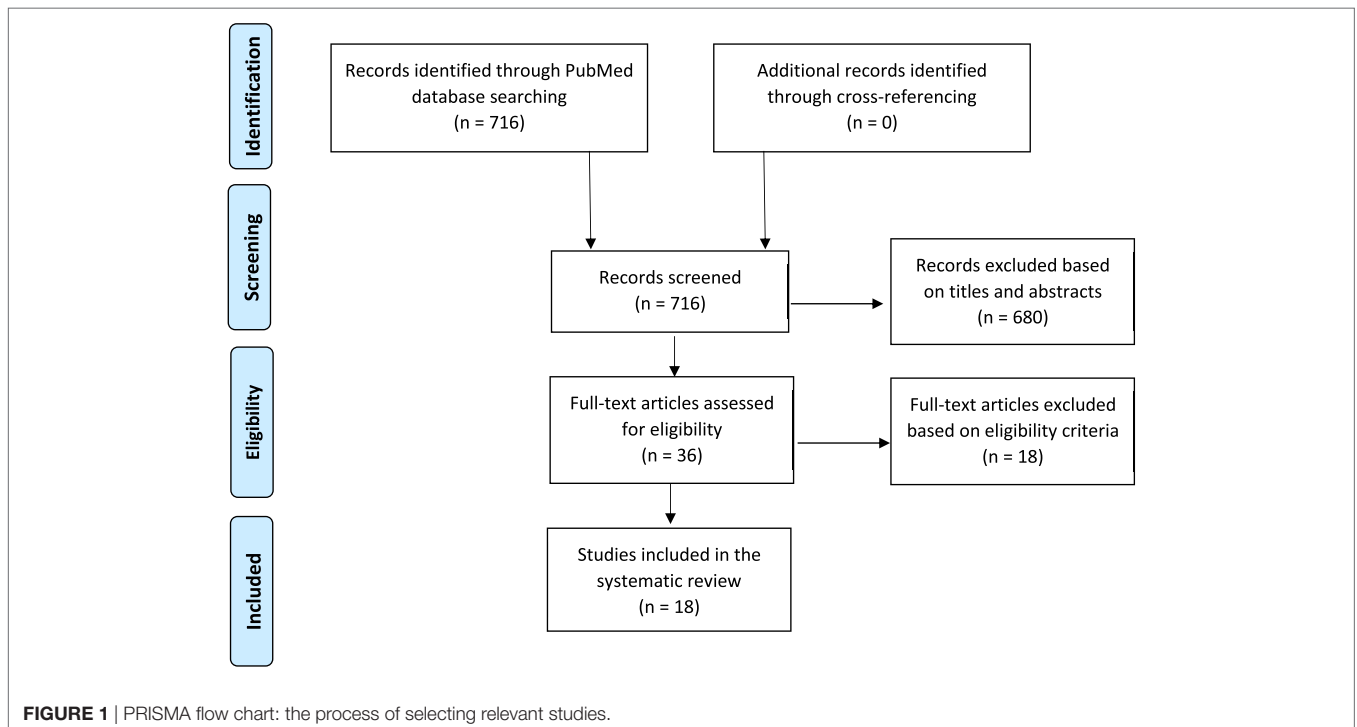 Identification
Records identified through PubMed
database searching
(n = 716)
Additional records identified
through cross-referencing
(n = 0)
Screening
Records screened
(n = 716)
Records excluded based
on titles and abstracts
(n = 680)
Eligibility
Full-text articles assessed
for eligibility
(n = 36)
Full-text articles excluded
based on eligibility criteria
(n = 18)
Included
Studies included in the
systematic review
(n = 18)
FIGURE 1 | PRISMA flow chart: the process of selecting relevant studies.